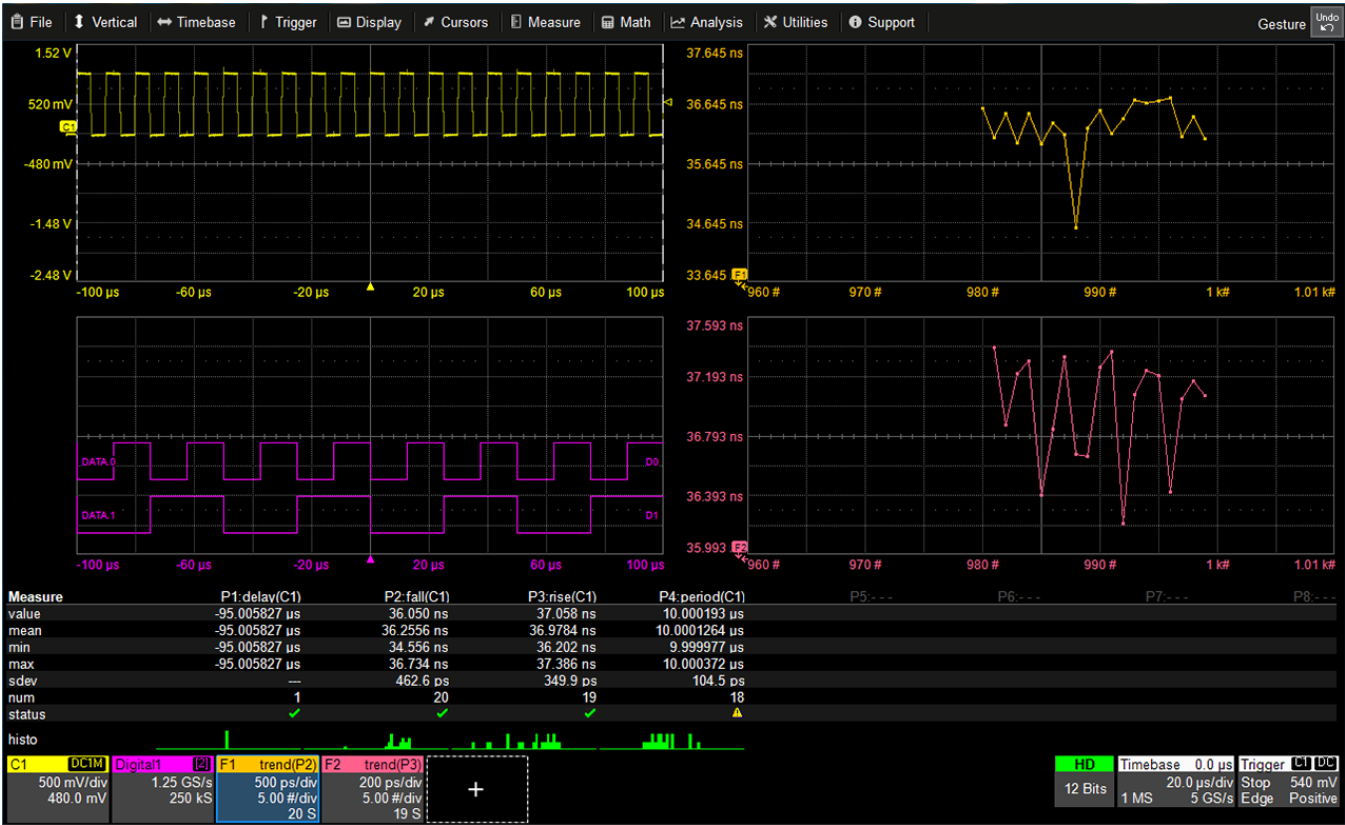 File Vertical Timebase Trigger Display Cursors Measure Math Analysis Utilities Support Gesture Undo
1.52 V
520 mV
C1
-480 mV
-1.48 V
-2.48 V
-100 µs -60 µs -20 µs 20 µs 60 µs 100 µs
37.645 ns
36.645 ns
35.645 ns
34.645 ns
33.645 F1
960 # 970 # 980 # 990 # 1 k# 1.01 k#
DATA.0 D0
DATA.1 D1
-100 µs -60 µs -20 µs 20 µs 60 µs 100 µs
37.593 ns
37.193 ns
36.793 ns
36.393 ns
35.993 F2
960 # 970 # 980 # 990 # 1 k# 1.01 k#
Measure P1:delay(C1) P2:fall(C1) P3:rise(C1) P4:period(C1) P5:- - - P6:- - - P7:- - - P8:- - -
value -95.005827 µs 36.050 ns 37.058 ns 10.000193 µs
mean -95.005827 µs 36.2556 ns 36.9784 ns 10.0001264 µs
min -95.005827 µs 34.556 ns 36.202 ns 9.999977 µs
max -95.005827 µs 36.734 ns 37.386 ns 10.000372 µs
sdev --- 462.6 ps 349.9 ps 104.5 ps
num 1 20 19 18
status
histo
C1 DC1M Digital1 [2] F1 trend(P2) F2 trend(P3) HD Timebase 0.0 µs Trigger C1 DC
500 mV/div 1.25 GS/s 500 ps/div 200 ps/div + 12 Bits 20.0 µs/div Stop 540 mV
480.0 mV 250 kS 5.00 #/div 5.00 #/div 1 MS 5 GS/s Edge Positive
20 S 19 S